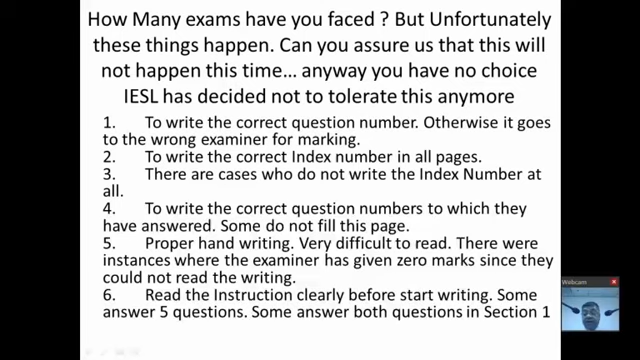 How Many exams have you faced ? But Unfortunately
these things happen. Can you assure us that this will
not happen this time... anyway you have no choice
IESL has decided not to tolerate this anymore
1. To write the correct question number. Otherwise it goes
to the wrong examiner for marking.
2. To write the correct Index number in all pages.
3. There are cases who do not write the Index Number at
all.
4. To write the correct question numbers to which they
have answered. Some do not fill this page.
5. Proper hand writing. Very difficult to read. There were
instances where the examiner has given zero marks since they
could not read the writing.
6. Read the Instruction clearly before start writing. Some
answer 5 questions. Some answer both questions in Section 1
Webcam